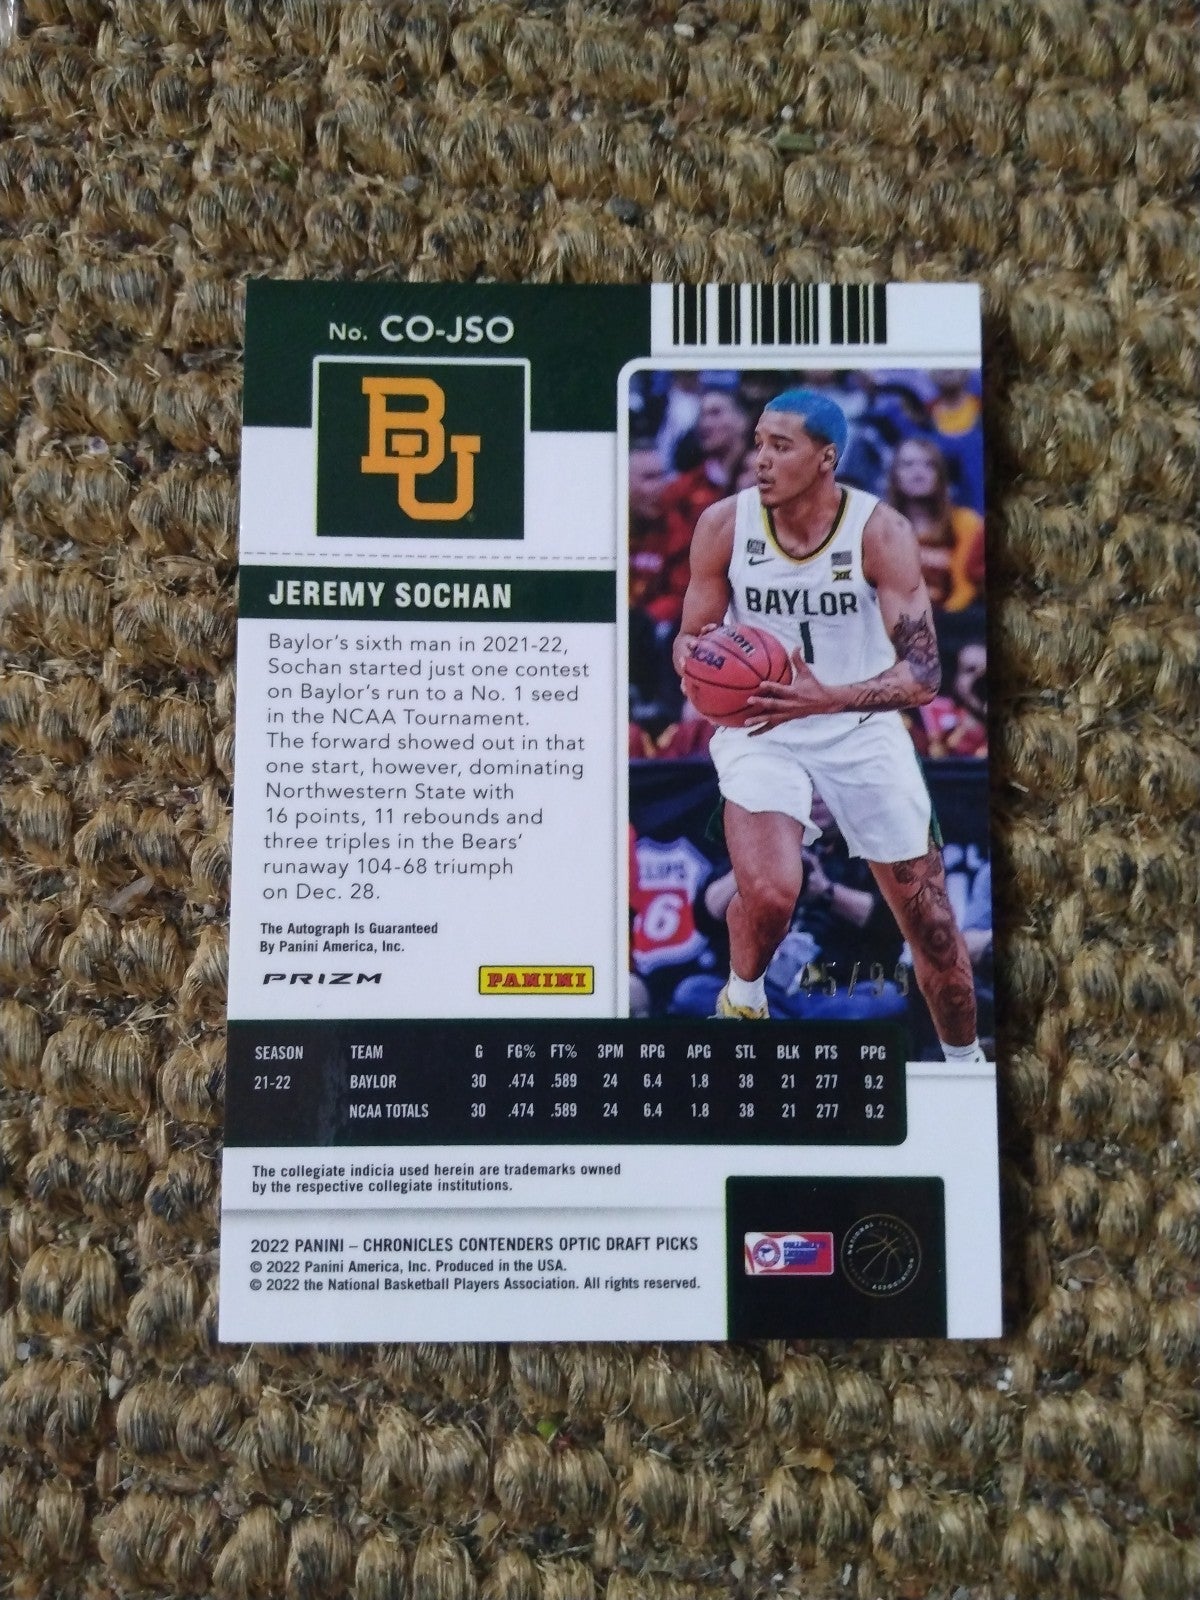 No. CO-JSO
BU
JEREMY SOCHAN
Baylor's sixth man in 2021-22,
Sochan started just one contest
on Baylor's run to a No. 1 seed
in the NCAA Tournament.
The forward showed out in that
one start, however, dominating
Northwestern State with
16 points, 11 rebounds and
three triples in the Bears'
runaway 104-68 triumph
on Dec. 28.
The Autograph Is Guaranteed
By Panini America, Inc.
PRIZM
PANINI
BAYLOR
1
NCAA
SEASON TEAM G FG% FT% 3PM RPG APG STL BLK PTS PPG
21-22 BAYLOR 30 .474 .589 24 6.4 1.8 38 21 277 9.2
NCAA TOTALS 30 .474 .589 24 6.4 1.8 38 21 277 9.2
The collegiate indicia used herein are trademarks owned
by the respective collegiate institutions.
2022 PANINI – CHRONICLES CONTENDERS OPTIC DRAFT PICKS
© 2022 Panini America, Inc. Produced in the USA.
© 2022 the National Basketball Players Association. All rights reserved.